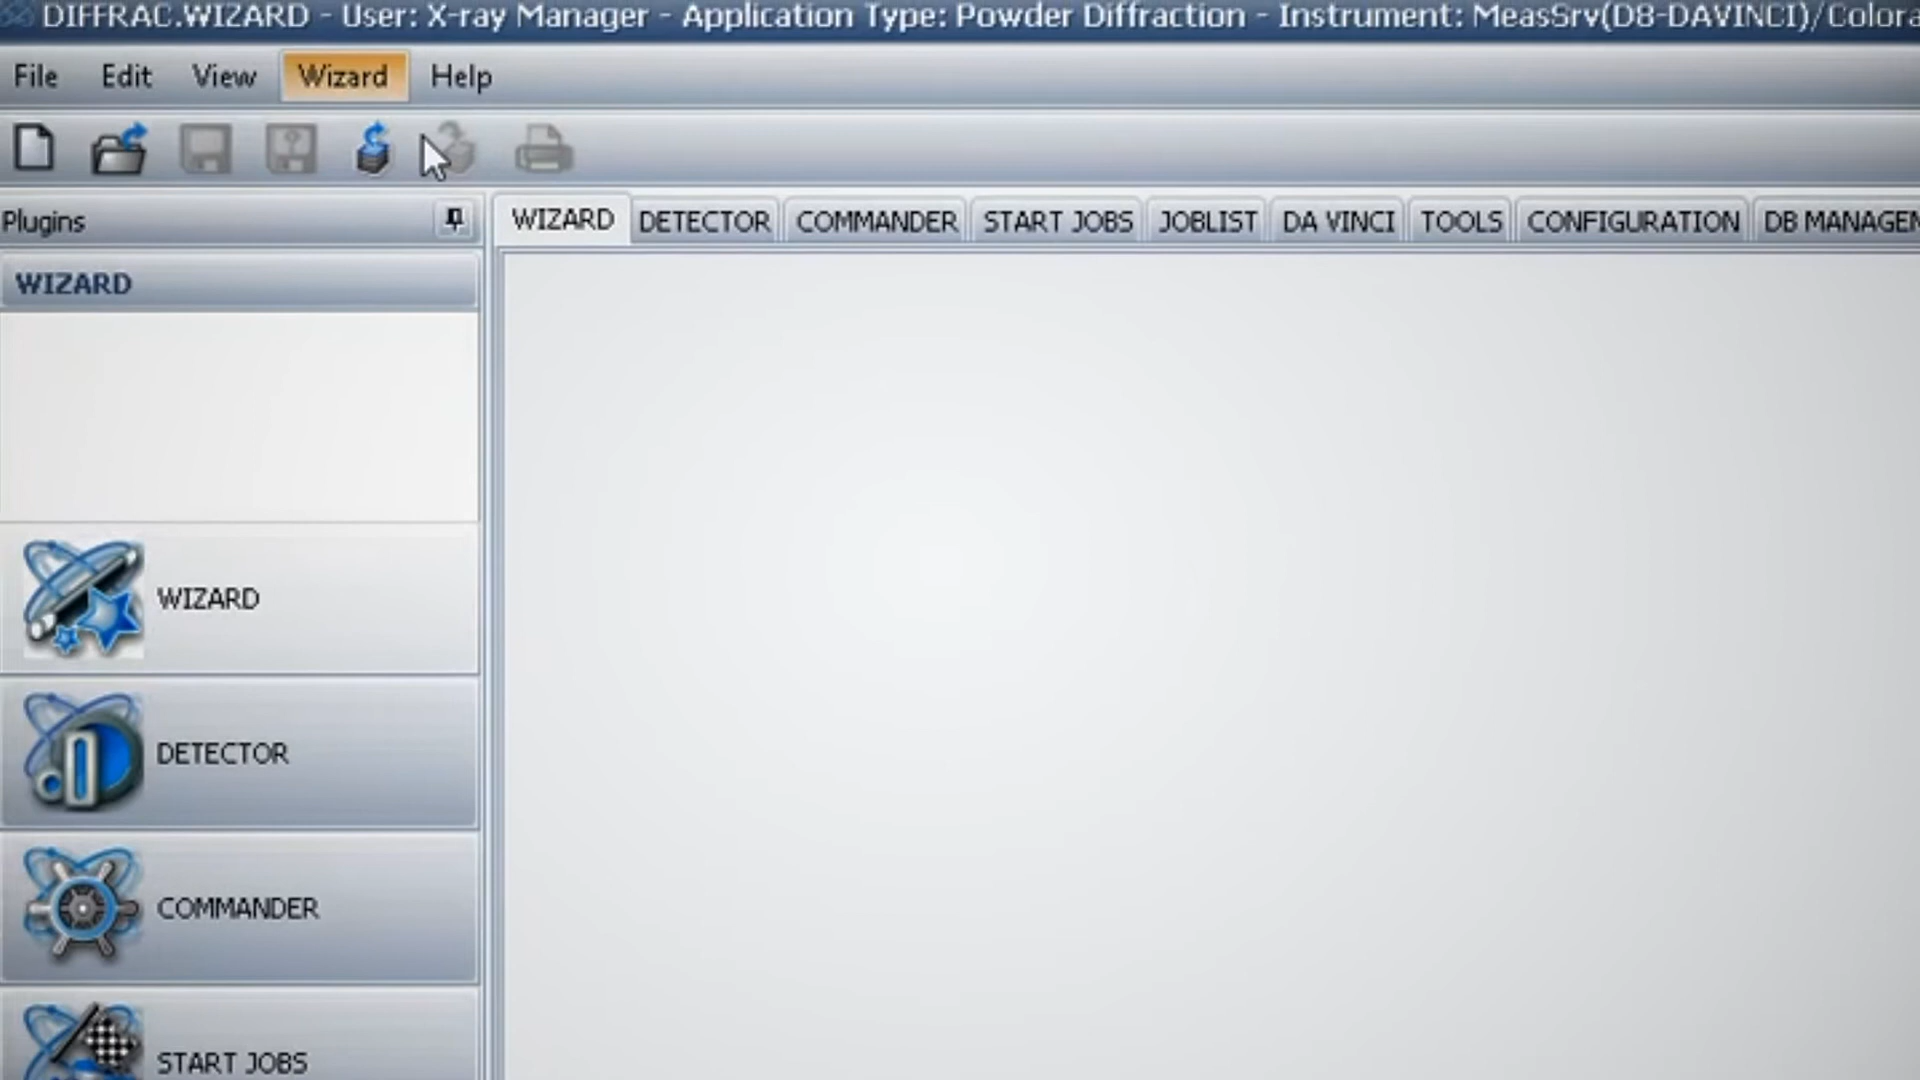 DIFFRAC.WIZARD - User: X-ray Manager - Application Type: Powder Diffraction - Instrument: MeasSrv(D8-DAVINCI)/Colora
File Edit View Wizard Help
Plugins
WIZARD DETECTOR COMMANDER START JOBS JOBLIST DA VINCI TOOLS CONFIGURATION DB MANAGEM
WIZARD
WIZARD
DETECTOR
COMMANDER
START JOBS